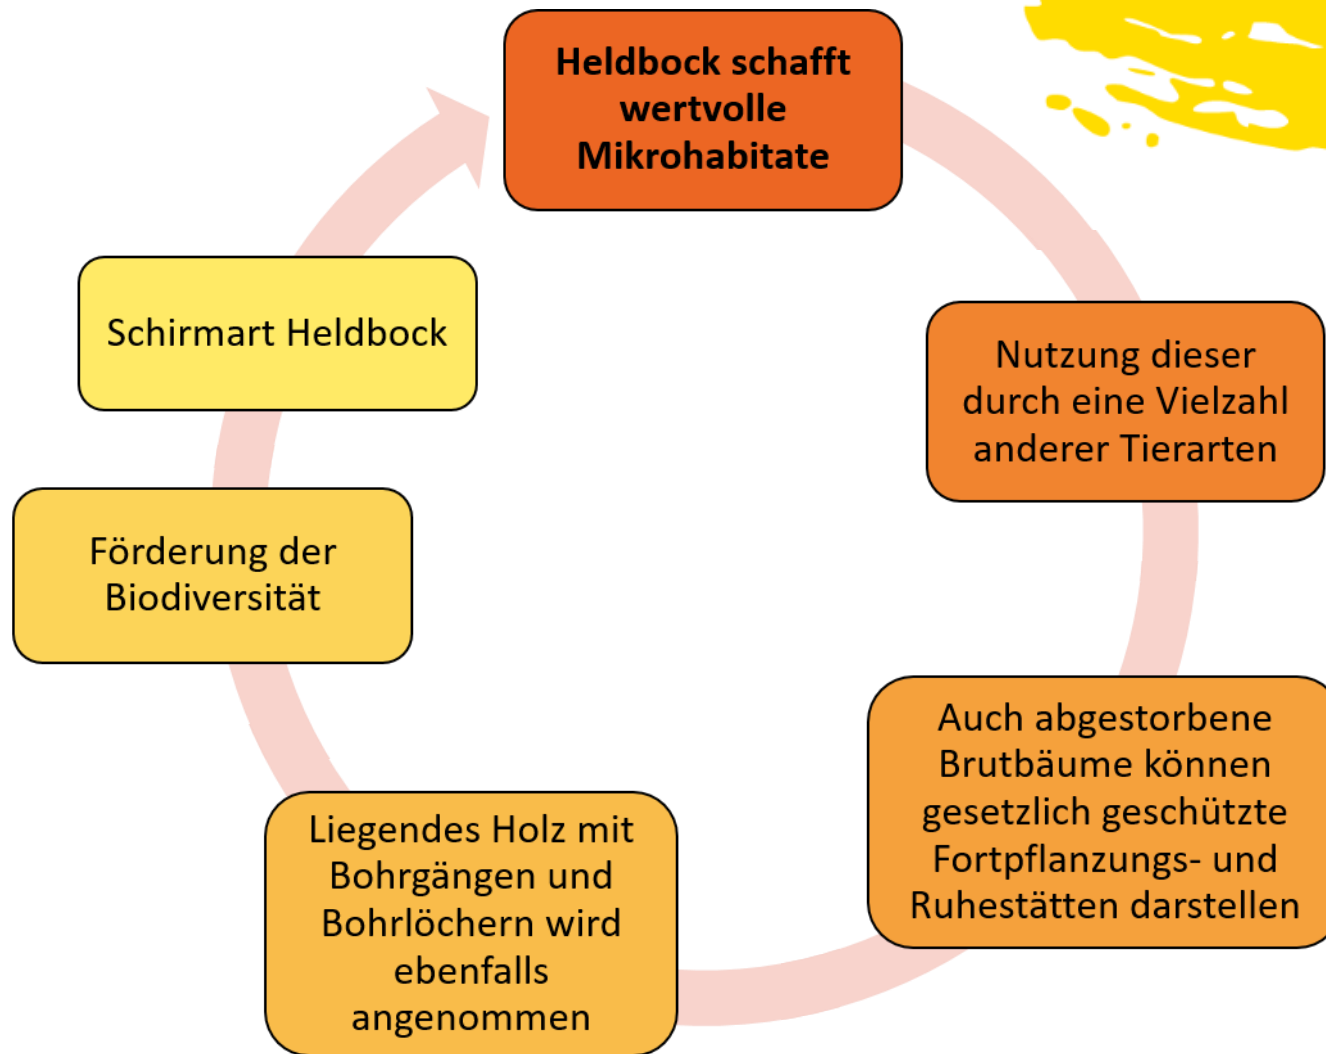 Heldbock schafft
wertvolle
Mikrohabitate
Nutzung dieser
durch eine Vielzahl
anderer Tierarten
Auch abgestorbene
Brutbäume können
gesetzlich geschützte
Fortpflanzungs- und
Ruhestätten darstellen
Liegendes Holz mit
Bohrgängen und
Bohrlöchern wird
ebenfalls
angenommen
Förderung der
Biodiversität
Schirmart Heldbock